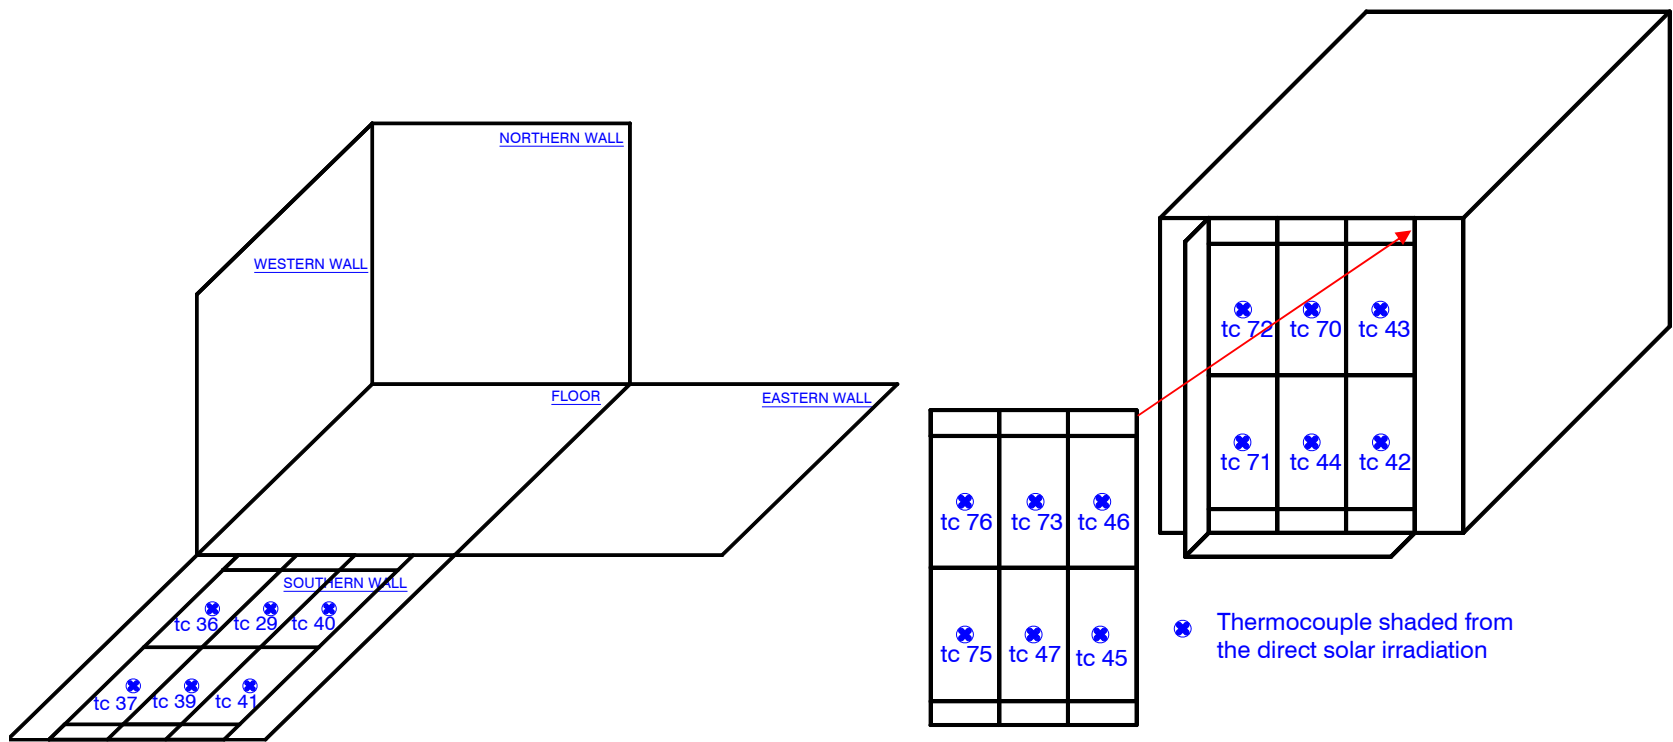 NORTHERN WALL
WESTERN WALL
FLOOR
EASTERN WALL
SOUTHERN WALL
tc 36
tc 29
tc 40
tc 37
tc 39
tc 41
tc 76
tc 73
tc 46
tc 75
tc 47
tc 45
tc 72
tc 70
tc 43
tc 71
tc 44
tc 42
Thermocouple shaded from
the direct solar irradiation